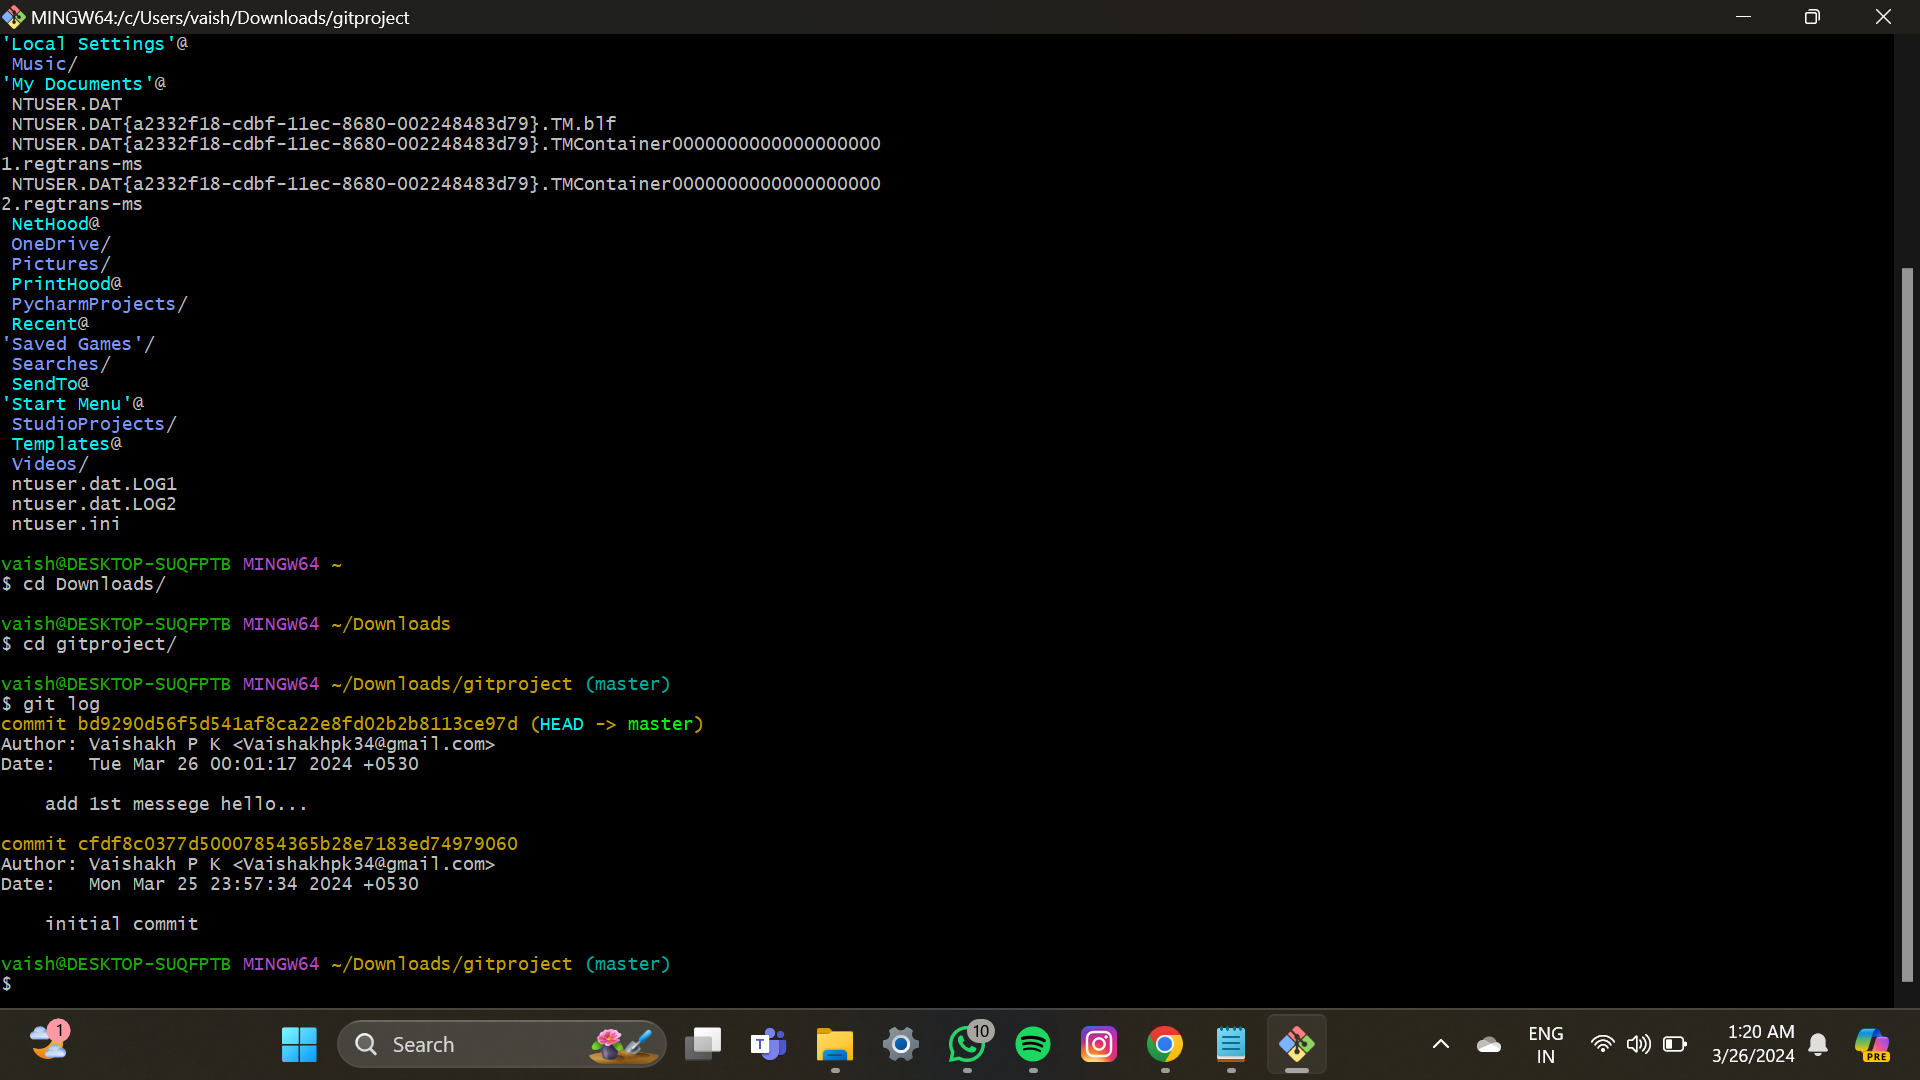 MINGW64:/c/Users/vaish/Downloads/gitproject
'Local Settings'@
Music/
'My Documents'@
NTUSER.DAT
NTUSER.DAT{a2332f18-cdbf-11ec-8680-002248483d79}.TM.blf
NTUSER.DAT{a2332f18-cdbf-11ec-8680-002248483d79}.TMContainer0000000000000000000
1.regtrans-ms
NTUSER.DAT{a2332f18-cdbf-11ec-8680-002248483d79}.TMContainer0000000000000000000
2.regtrans-ms
NetHood@
OneDrive/
Pictures/
PrintHood@
PycharmProjects/
Recent@
'Saved Games'/
Searches/
SendTo@
'Start Menu'@
StudioProjects/
Templates@
Videos/
ntuser.dat.LOG1
ntuser.dat.LOG2
ntuser.ini
vaish@DESKTOP-SUQFPTB MINGW64 ~
$ cd Downloads/
vaish@DESKTOP-SUQFPTB MINGW64 ~/Downloads
$ cd gitproject/
vaish@DESKTOP-SUQFPTB MINGW64 ~/Downloads/gitproject (master)
$ git log
commit bd9290d56f5d541af8ca22e8fd02b2b8113ce97d (HEAD -> master)
Author: Vaishakh P K <Vaishakhpk34@gmail.com>
Date:   Tue Mar 26 00:01:17 2024 +0530
add 1st messege hello...
commit cfdf8c0377d50007854365b28e7183ed74979060
Author: Vaishakh P K <Vaishakhpk34@gmail.com>
Date:   Mon Mar 25 23:57:34 2024 +0530
initial commit
vaish@DESKTOP-SUQFPTB MINGW64 ~/Downloads/gitproject (master)
$
1
Search
T
10
ENG
IN
1:20 AM
3/26/2024
PRE